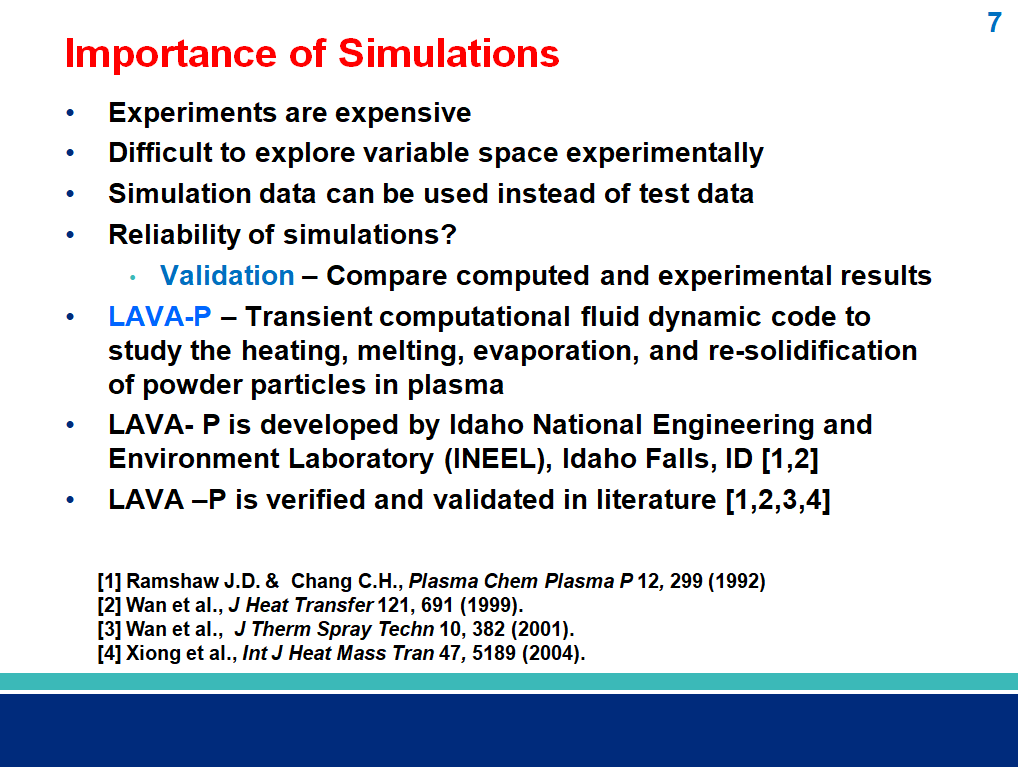 7
Importance of Simulations
• Experiments are expensive
• Difficult to explore variable space experimentally
• Simulation data can be used instead of test data
• Reliability of simulations?
• Validation – Compare computed and experimental results
• LAVA-P – Transient computational fluid dynamic code to
study the heating, melting, evaporation, and re-solidification
of powder particles in plasma
• LAVA- P is developed by Idaho National Engineering and
Environment Laboratory (INEEL), Idaho Falls, ID [1,2]
• LAVA –P is verified and validated in literature [1,2,3,4]
[1] Ramshaw J.D. & Chang C.H., Plasma Chem Plasma P 12, 299 (1992)
[2] Wan et al., J Heat Transfer 121, 691 (1999).
[3] Wan et al., J Therm Spray Techn 10, 382 (2001).
[4] Xiong et al., Int J Heat Mass Tran 47, 5189 (2004).